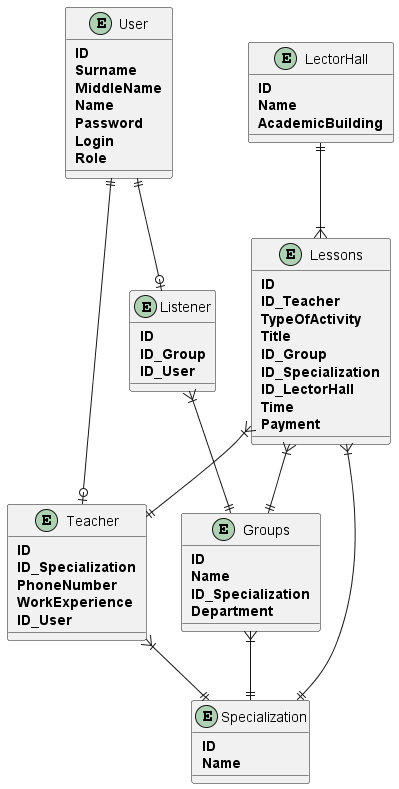 E User
ID
Surname
MiddleName
Name
Password
Login
Role
E LectorHall
ID
Name
AcademicBuilding
E Lessons
ID
ID_Teacher
TypeOfActivity
Title
ID_Group
ID_Specialization
ID_LectorHall
Time
Payment
E Listener
ID
ID_Group
ID_User
E Teacher
ID
ID_Specialization
PhoneNumber
WorkExperience
ID_User
E Groups
ID
Name
ID_Specialization
Department
E Specialization
ID
Name